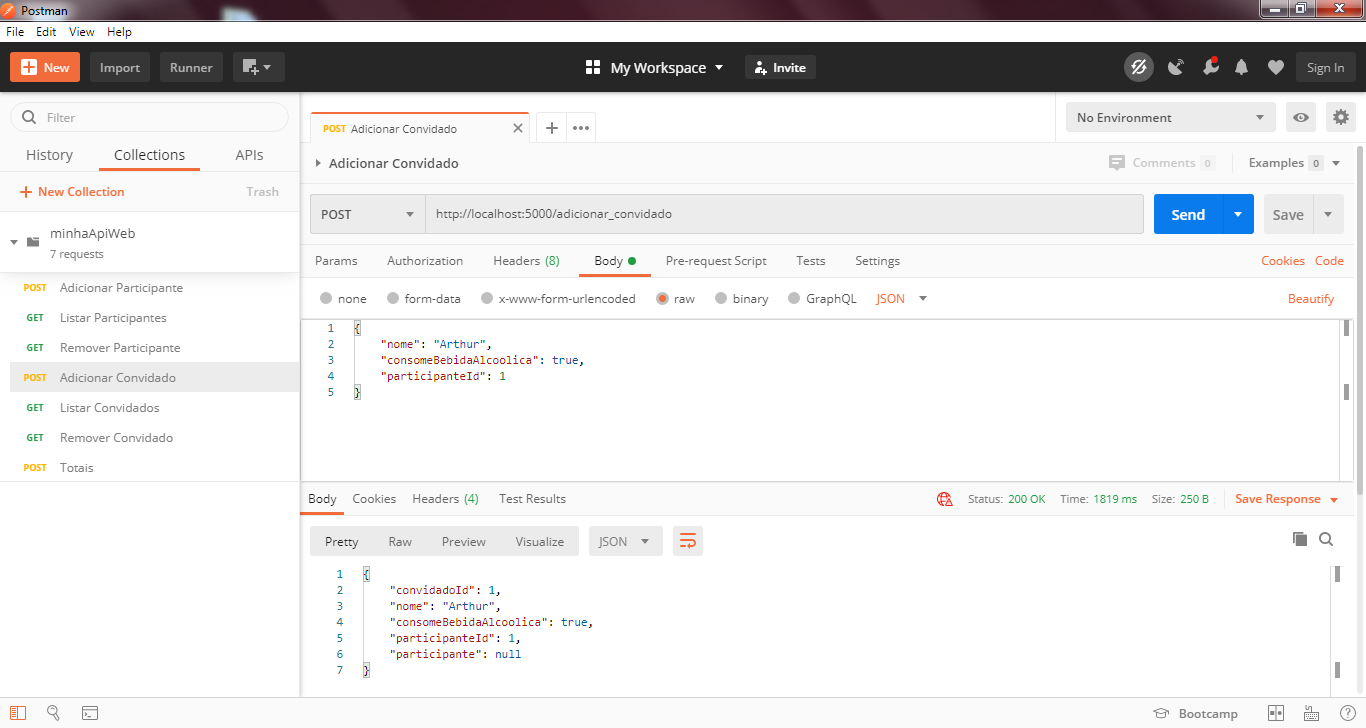 Postman
File Edit View Help
New Import Runner My Workspace Invite Sign In
Filter
History Collections APIs
New Collection Trash
minhaApiWeb
7 requests
POST Adicionar Participante
GET Listar Participantes
GET Remover Participante
POST Adicionar Convidado
GET Listar Convidados
GET Remover Convidado
POST Totais
POST Adicionar Convidado
No Environment
Adicionar Convidado
Comments 0 Examples 0
POST http://localhost:5000/adicionar_convidado Send Save
Params Authorization Headers (8) Body Pre-request Script Tests Settings Cookies Code
none form-data x-www-form-urlencoded raw binary GraphQL JSON Beautify
1 {
2 "nome": "Arthur",
3 "consomeBebidaAlcoolica": true,
4 "participanteId": 1
5 }
Body Cookies Headers (4) Test Results Status: 200 OK Time: 1819 ms Size: 250 B Save Response
Pretty Raw Preview Visualize JSON
1 {
2 "convidadoId": 1,
3 "nome": "Arthur",
4 "consomeBebidaAlcoolica": true,
5 "participanteId": 1,
6 "participante": null
7 }
Bootcamp